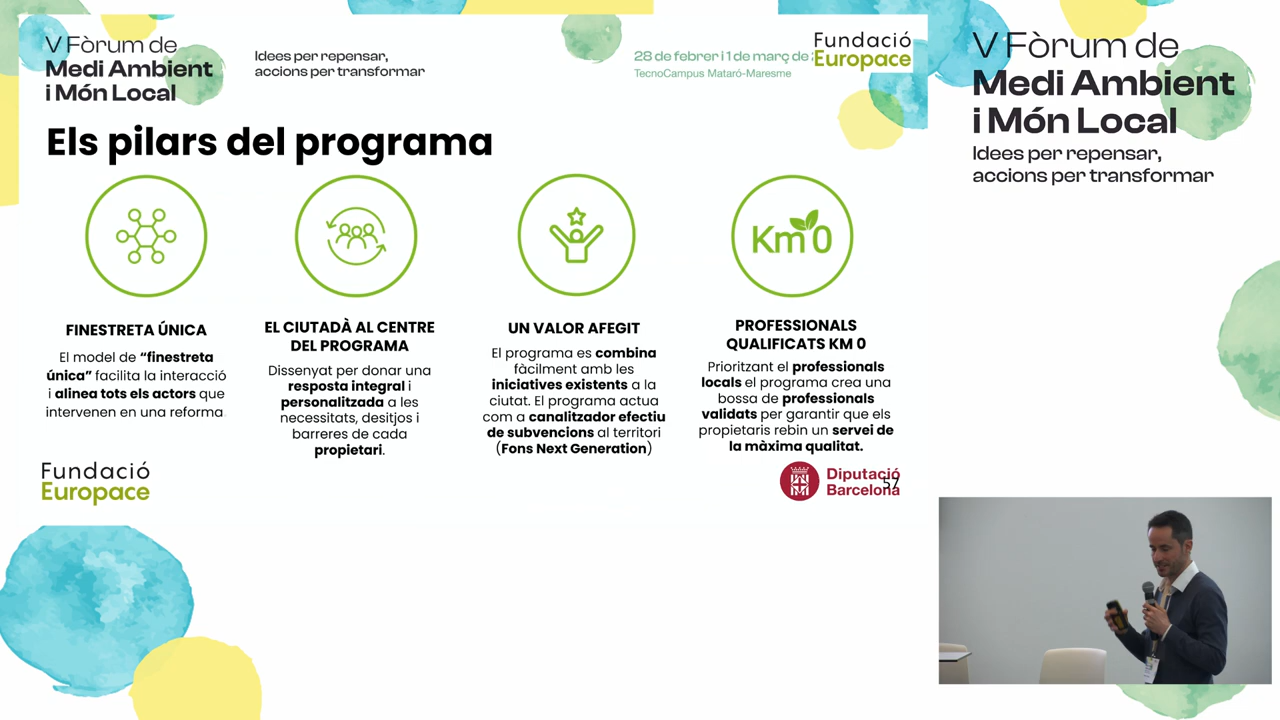 V Fòrum de
Medi Ambient
i Món Local
Idees per repensar,
accions per transformar
28 de febrer i 1 de març de
TecnoCampus Mataró-Maresme
Fundació
Europace
Els pilars del programa
Km 0
FINESTRETA ÚNICA
El model de “finestreta
única” facilita la interacció
i alinea tots els actors que
intervenen en una reforma.
EL CIUTADÀ AL CENTRE
DEL PROGRAMA
Dissenyat per donar una
resposta integral i
personalitzada a les
necessitats, desitjos i
barreres de cada
propietari.
UN VALOR AFEGIT
El programa es combina
fàcilment amb les
iniciatives existents a la
ciutat. El programa actua
com a canalitzador efectiu
de subvencions al territori
(Fons Next Generation)
PROFESSIONALS
QUALIFICATS KM 0
Prioritzant el professionals
locals el programa crea una
bossa de professionals
validats per garantir que els
propietaris rebin un servei de
la màxima qualitat.
Fundació
Europace
Diputació
Barcelona
57
V Fòrum de
Medi Ambient
i Món Local
Idees per repensar,
accions per transformar